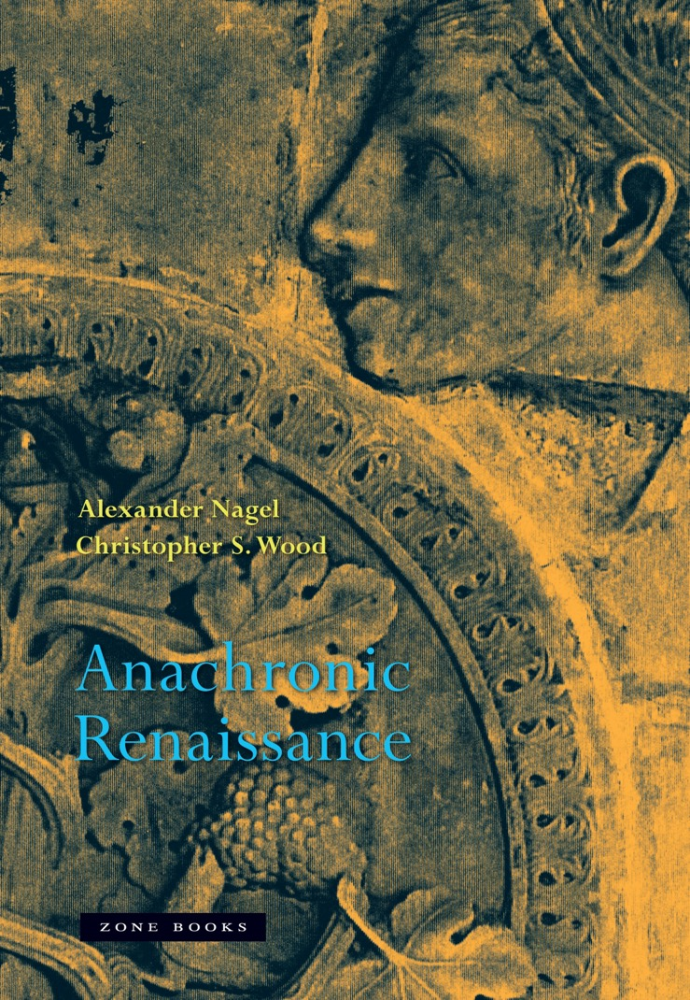 Alexander Nagel
Christopher S. Wood
Anachronic
Renaissance
ZONE BOOKS